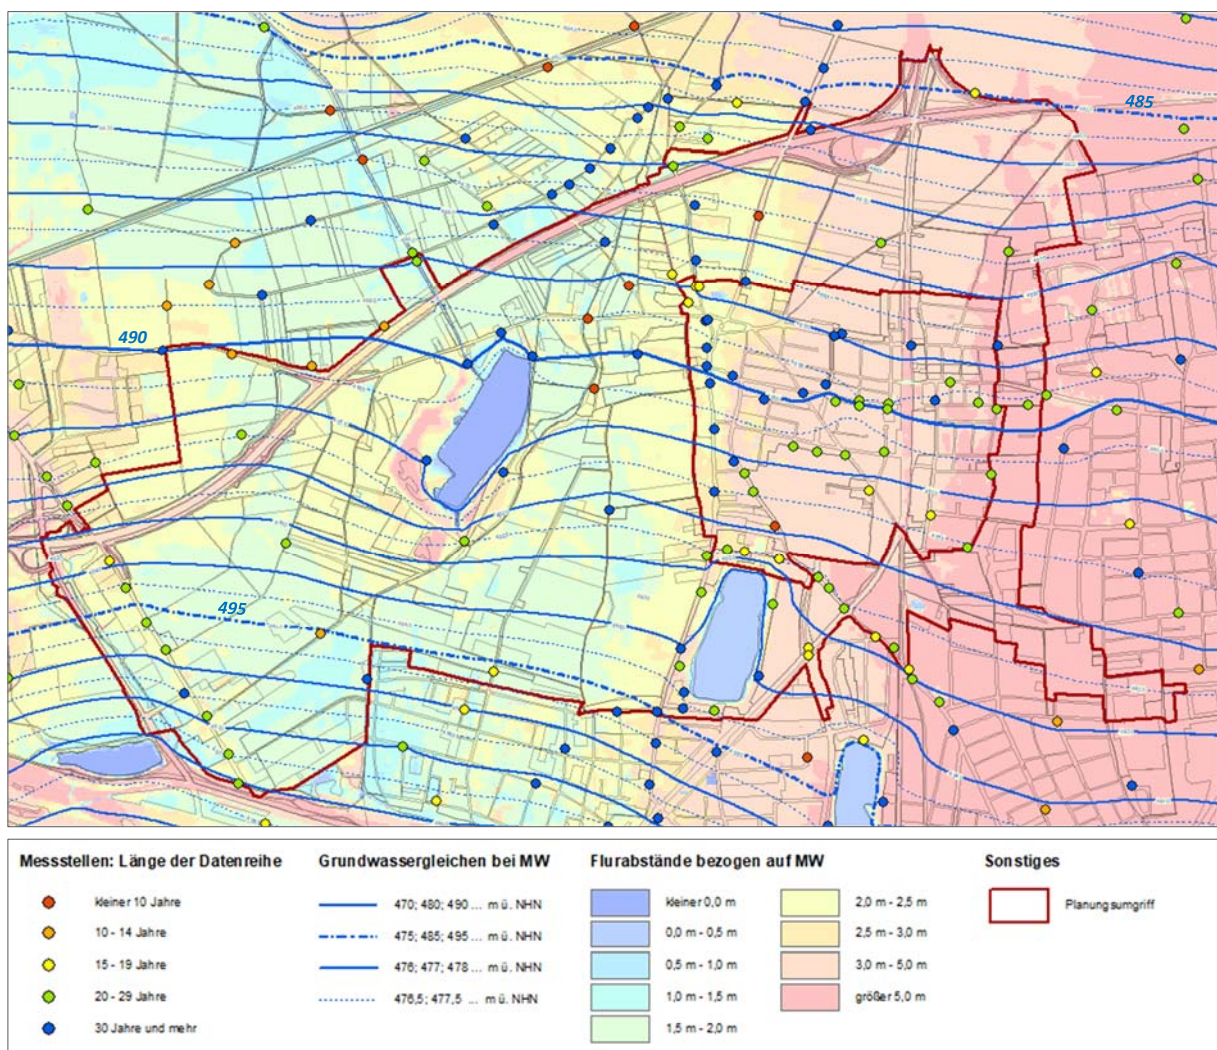 485
490
495
Messstellen: Länge der Datenreihe
kleiner 10 Jahre
10 - 14 Jahre
15 - 19 Jahre
20 - 29 Jahre
30 Jahre und mehr
Grundwassergleichen bei MW
470; 480; 490 ... m ü. NHN
475; 485; 495 ... m ü. NHN
476; 477; 478 ... m ü. NHN
476,5; 477,5 ... m ü. NHN
Flurabstände bezogen auf MW
kleiner 0,0 m
0,0 m - 0,5 m
0,5 m - 1,0 m
1,0 m - 1,5 m
1,5 m - 2,0 m
2,0 m - 2,5 m
2,5 m - 3,0 m
3,0 m - 5,0 m
größer 5,0 m
Sonstiges
Planungsumgriff